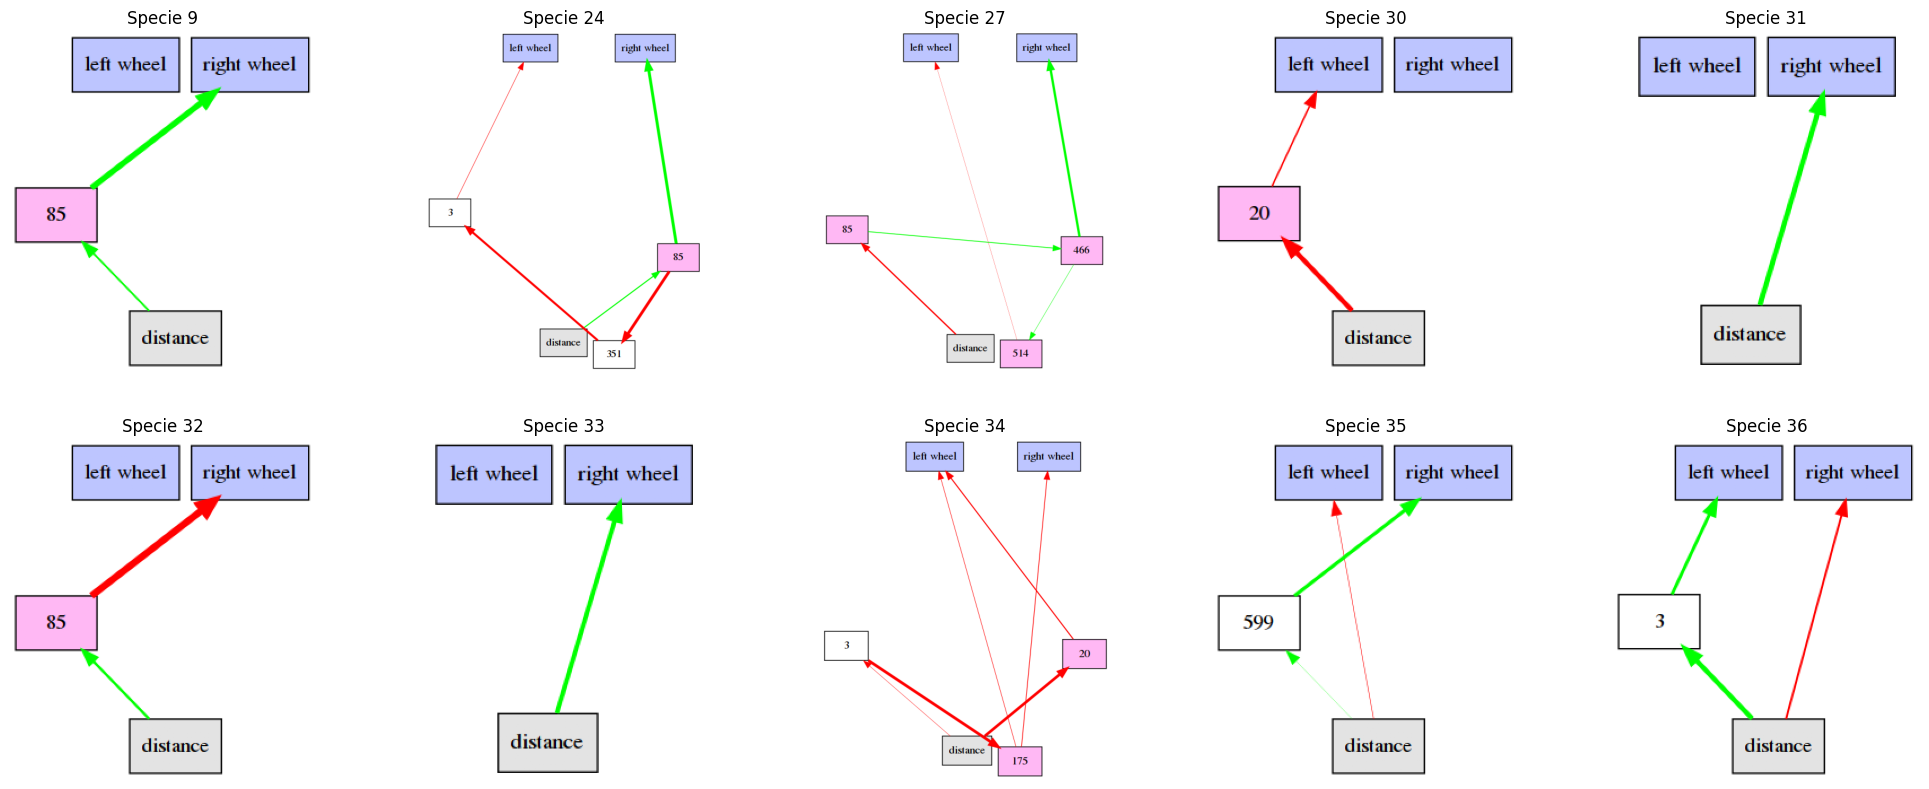 Specie 9
left wheel
right wheel
85
distance
Specie 24
left wheel
right wheel
3
85
distance
351
Specie 27
left wheel
right wheel
85
466
distance
514
Specie 30
left wheel
right wheel
20
distance
Specie 31
left wheel
right wheel
distance
Specie 32
left wheel
right wheel
85
distance
Specie 33
left wheel
right wheel
distance
Specie 34
left wheel
right wheel
3
20
distance
175
Specie 35
left wheel
right wheel
599
distance
Specie 36
left wheel
right wheel
3
distance